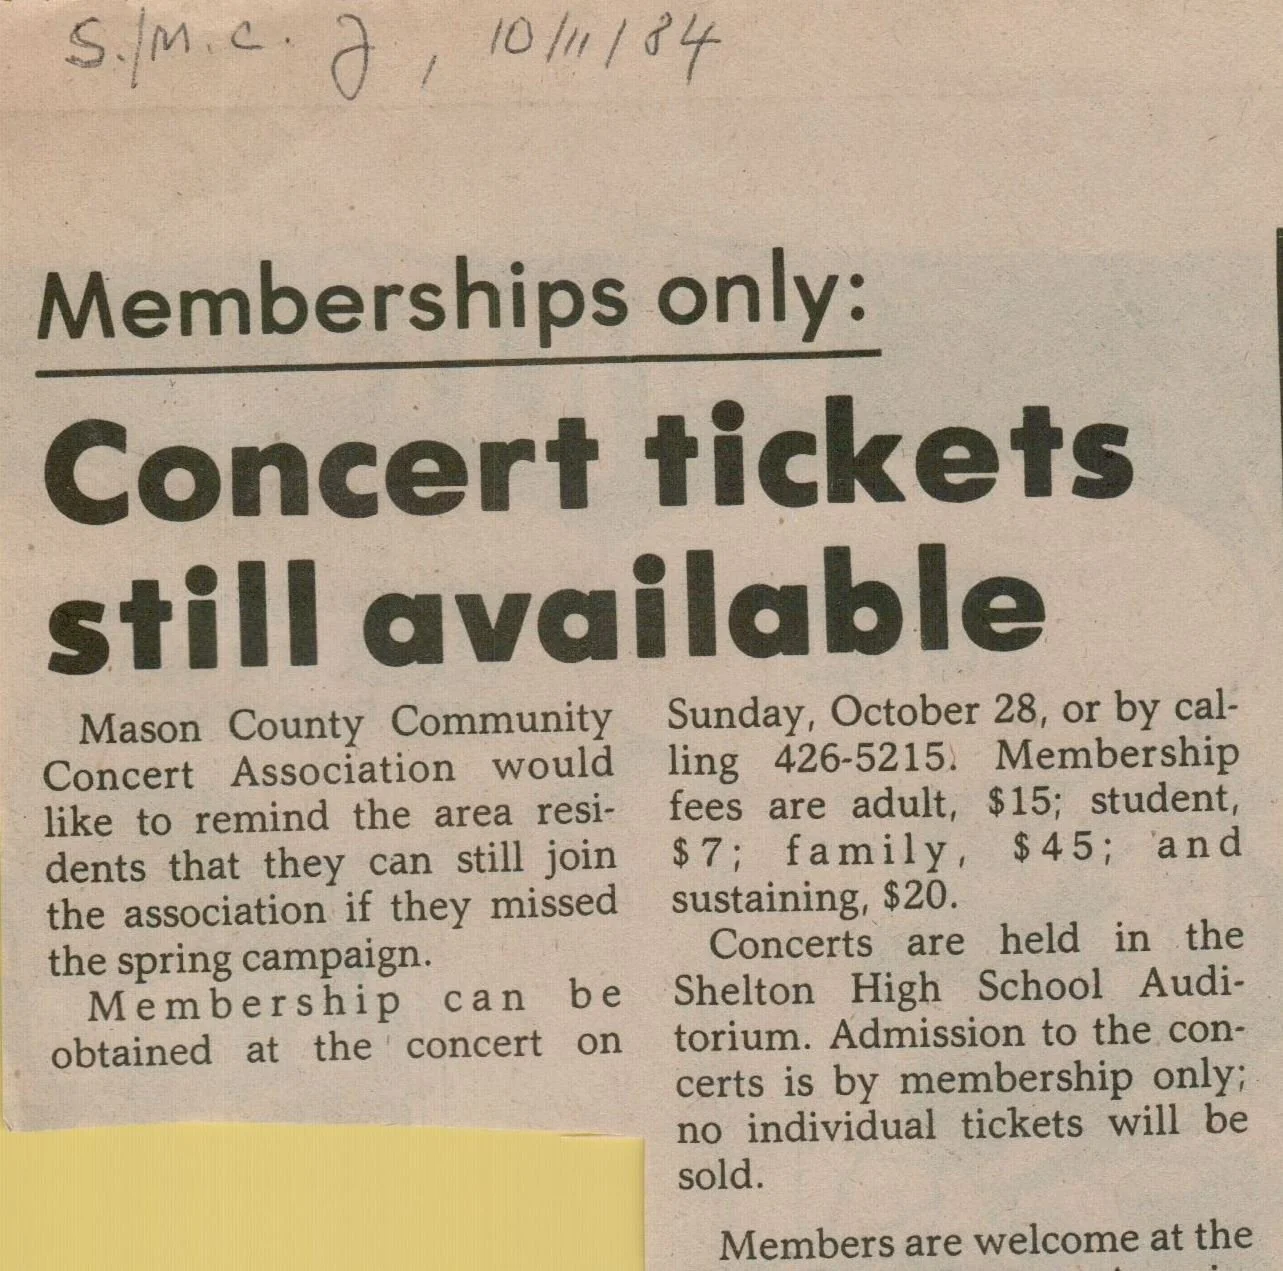 S./M.C. J, 10/11/84
Memberships only:
Concert tickets
still available
Mason County Community
Concert Association would
like to remind the area resi-
dents that they can still join
the association if they missed
the spring campaign.
Membership can be
obtained at the concert on
Sunday, October 28, or by cal-
ling 426-5215. Membership
fees are adult, $15; student,
$7; family, $45; and
sustaining, $20.
Concerts are held in the
Shelton High School Audi-
torium. Admission to the con-
certs is by membership only;
no individual tickets will be
sold.
Members are welcome at the